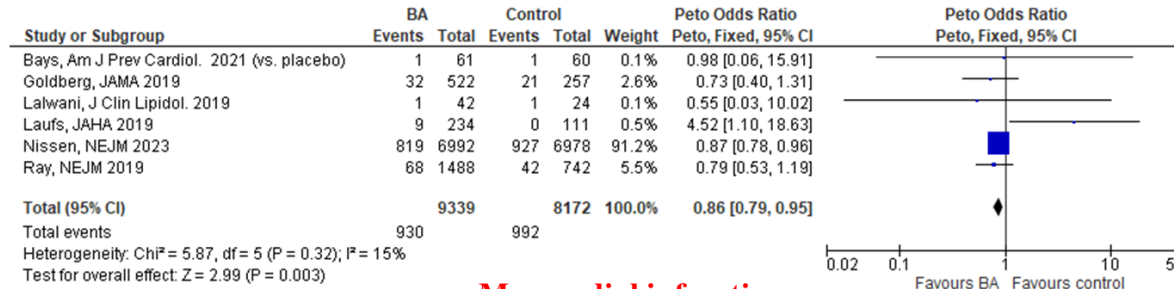 BA Control Peto Odds Ratio Peto Odds Ratio
Study or Subgroup Events Total Events Total Weight Peto, Fixed, 95% CI Peto, Fixed, 95% CI
Bays, Am J Prev Cardiol. 2021 (vs. placebo) 1 61 1 60 0.1% 0.98 [0.06, 15.91]
Goldberg, JAMA 2019 32 522 21 257 2.6% 0.73 [0.40, 1.31]
Lalwani, J Clin Lipidol. 2019 1 42 1 24 0.1% 0.55 [0.03, 10.02]
Laufs, JAHA 2019 9 234 0 111 0.5% 4.52 [1.10, 18.63]
Nissen, NEJM 2023 819 6992 927 6978 91.2% 0.87 [0.78, 0.96]
Ray, NEJM 2019 68 1488 42 742 5.5% 0.79 [0.53, 1.19]
Total (95% CI) 9339 8172 100.0% 0.86 [0.79, 0.95]
Total events 930 992
Heterogeneity: Chi² = 5.87, df = 5 (P = 0.32); I² = 15%
Test for overall effect: Z = 2.99 (P = 0.003)
0.02 0.1 1 10 5
Favours BA Favours control